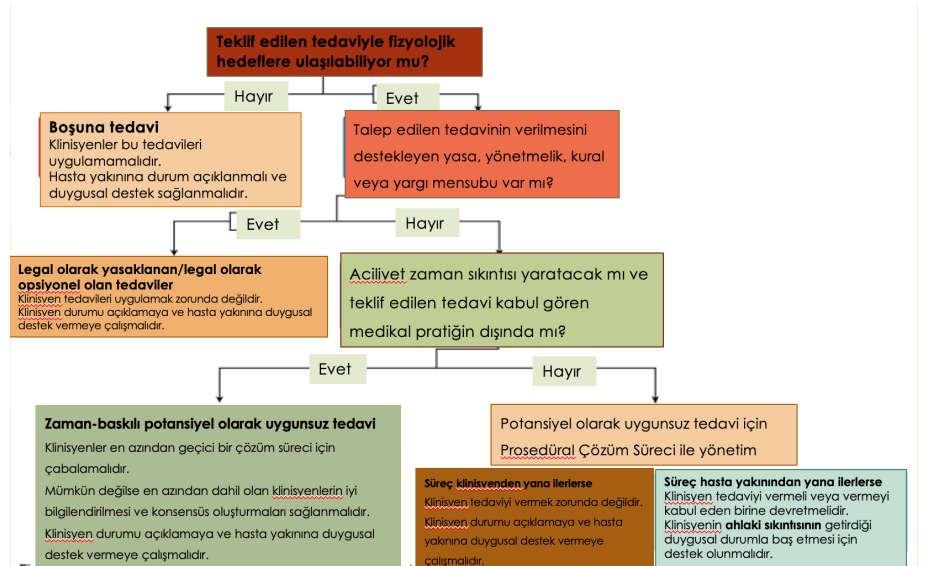 Teklif edilen tedaviyle fizyolojik
hedeflere ulaşılabiliyor mu?
Hayır
Evet
Boşuna tedavi
Klinisyenler bu tedavileri
uygulamamalıdır.
Hasta yakınına durum açıklanmalı ve
duygusal destek sağlanmalıdır.
Talep edilen tedavinin verilmesini
destekleyen yasa, yönetmelik, kural
veya yargı mensubu var mı?
Evet
Hayır
Legal olarak yasaklanan/legal olarak
opsiyonel olan tedaviler
Klinisyen tedavileri uygulamak zorunda değildir.
Klinisyen durumu açıklamaya ve hasta yakınına duygusal
destek vermeye çalışmalıdır.
Acilivet zaman sıkıntısı yaratacak mı ve
teklif edilen tedavi kabul gören
medikal pratiğin dışında mı?
Evet
Hayır
Zaman-baskılı potansiyel olarak uygunsuz tedavi
Klinisyenler en azından geçici bir çözüm süreci için
çabalamalıdır.
Mümkün değilse en azından dahil olan klinisyenlerin iyi
bilgilendirilmesi ve konsensüs oluşturmaları sağlanmalıdır.
Klinisyen durumu açıklamaya ve hasta yakınına duygusal
destek vermeye çalışmalıdır.
Potansiyel olarak uygunsuz tedavi için
Prosedüral Çözüm Süreci ile yönetim
Süreç klinisvenden yana ilerlerse
Klinisyen tedaviyi vermek zorunda değildir.
Klinisyen durumu açıklamaya ve hasta
yakınına duygusal destek vermeye
çalışmalıdır.
Süreç hasta yakınından yana ilerlerse
Klinisyen tedaviyi vermeli veya vermeyi
kabul eden birine devretmelidir.
Klinisyenin ahlaki sıkıntısının getirdiği
duygusal durumla baş etmesi için
destek olunmalıdır.